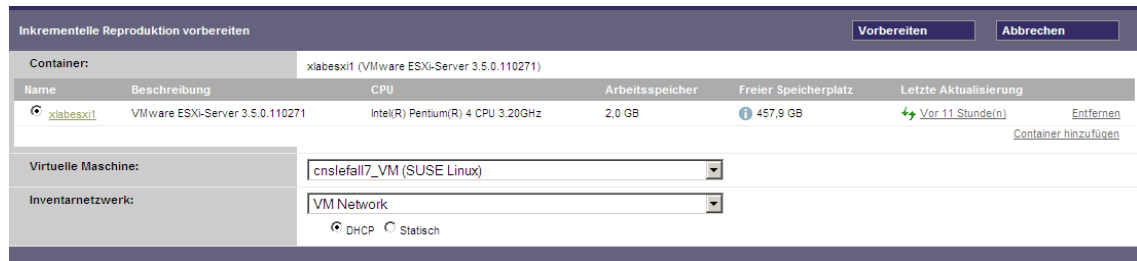 Inkrementelle Reproduktion vorbereiten Vorbereiten Abbrechen
Container: xlabesxi1 (VMware ESXi-Server 3.5.0.110271)
Name Beschreibung CPU Arbeitsspeicher Freier Speicherplatz Letzte Aktualisierung
xlabesxi1 VMware ESXi-Server 3.5.0.110271 Intel(R) Pentium(R) 4 CPU 3.20GHz 2,0 GB 457,9 GB Vor 11 Stunde(n) Entfernen
Container hinzufügen
Virtuelle Maschine: cnslefall7_VM (SUSE Linux)
Inventarnetzwerk: VM Network
DHCP Statisch